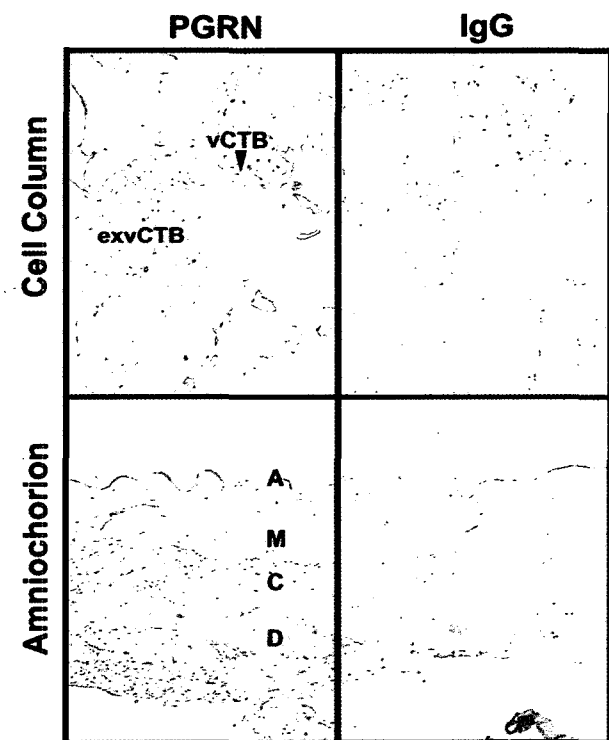 PGRN IgG
Cell Column
vCTB
exvCTB
Amniochorion
A
M
C
D